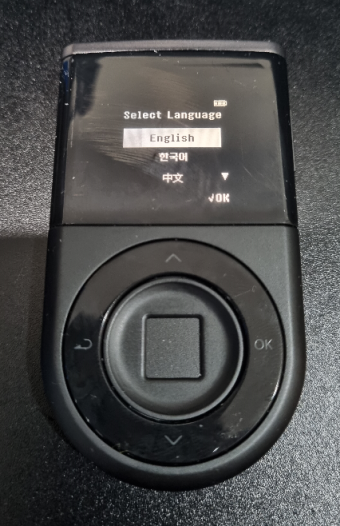 Select Language
English
한국어
中文
√OK
OK